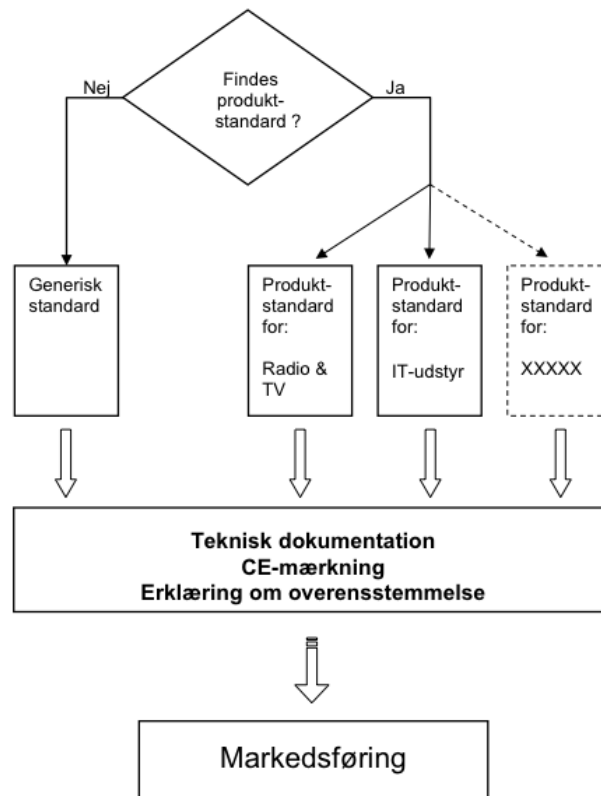 Findes
produkt-
standard ?
Nej
Ja
Generisk
standard
Produkt-
standard
for:
Radio &
TV
Produkt-
standard
for:
IT-udstyr
Produkt-
standard
for:
XXXXX
Teknisk dokumentation
CE-mærkning
Erklæring om overensstemmelse
Markedsføring